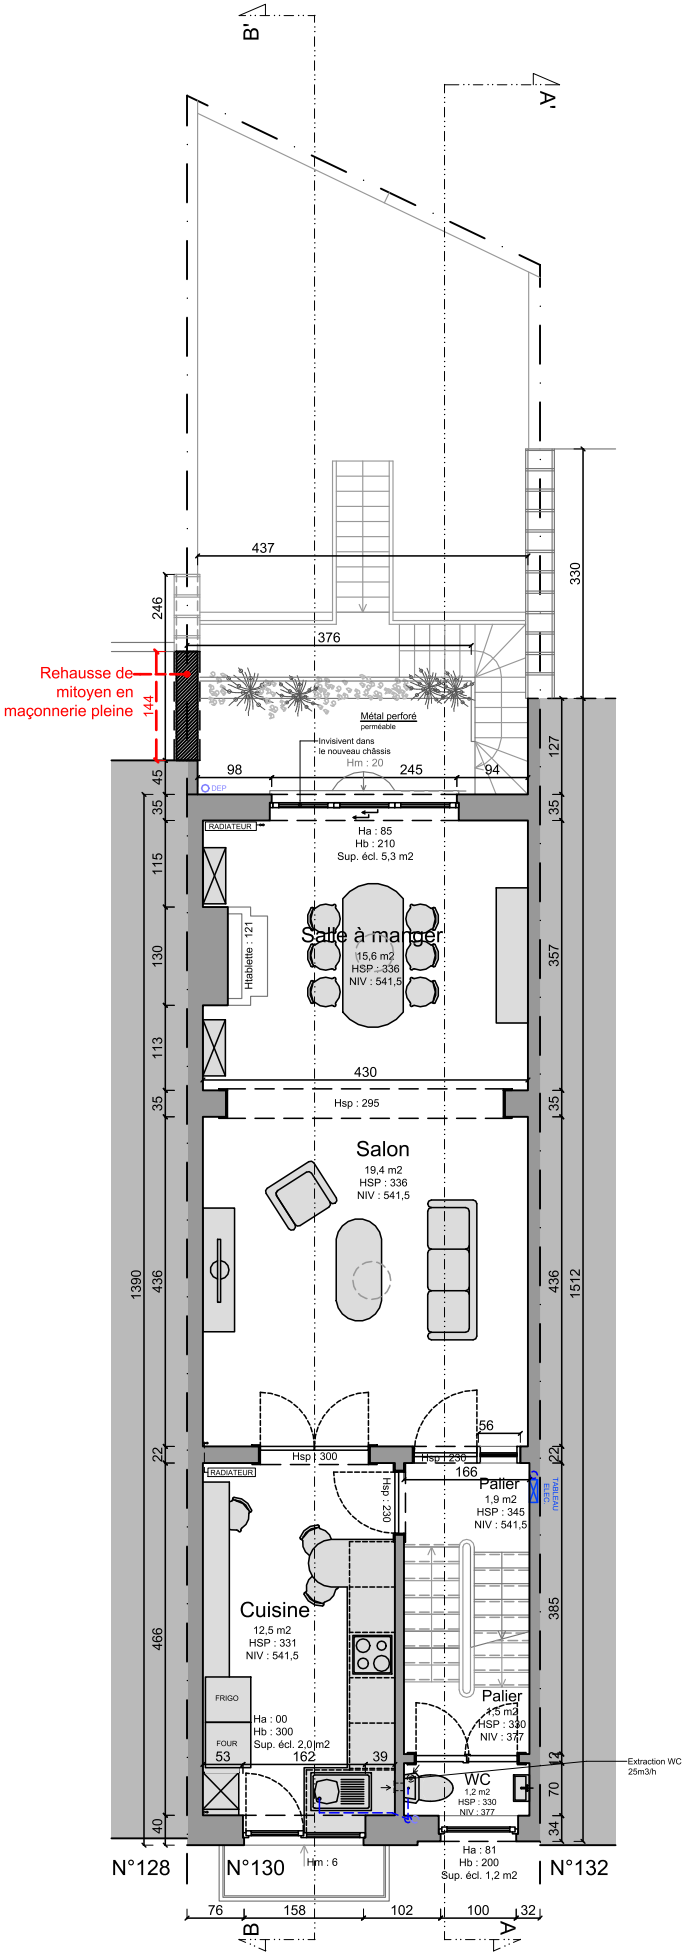 B'
A'
437
330
246
376
Rehausse de
mitoyen en
maçonnerie pleine
144
Métal perforé
perméable
Invisivent dans
le nouveau châssis
Hm : 20
127
45
98
245
94
DEP
35
35
RADIATEUR
Ha : 85
Hb : 210
Sup. écl. 5,3 m2
115
130
Htablette : 121
Salle à manger
15,6 m2
HSP : 336
NIV : 541,5
357
113
430
35
Hsp : 295
35
Salon
19,4 m2
HSP : 336
NIV : 541,5
1390
436
436
1512
56
22
Hsp : 300
Hsp : 230
22
RADIATEUR
166
Hsp : 230
Palier
1,9 m2
HSP : 345
NIV : 541,5
TABLEAU
ELEC
466
385
Cuisine
12,5 m2
HSP : 331
NIV : 541,5
FRIGO
Palier
1,5 m2
HSP : 330
NIV : 377
Ha : 00
Hb : 300
Sup. écl. 2,0 m2
FOUR
53
162
39
12
Extraction WC
25m3/h
WC
1,2 m2
HSP : 330
NIV : 377
70
40
34
N°128
N°130
Hm : 6
Ha : 81
Hb : 200
Sup. écl. 1,2 m2
N°132
76
158
102
100
32
B
A